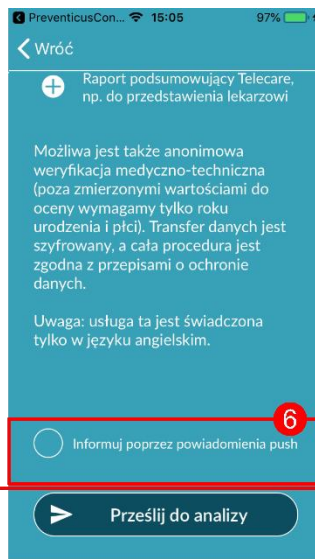 PreventicusCon... 15:05 97%
Wróć
Raport podsumowujący Telecare,
np. do przedstawienia lekarzowi
Możliwa jest także anonimowa
weryfikacja medyczno-techniczna
(poza zmierzonymi wartościami do
oceny wymagamy tylko roku
urodzenia i płci). Transfer danych jest
szyfrowany, a cała procedura jest
zgodna z przepisami o ochronie
danych.
Uwaga: usługa ta jest świadczona
tylko w języku angielskim.
6
Informuj poprzez powiadomienia push
Prześlij do analizy